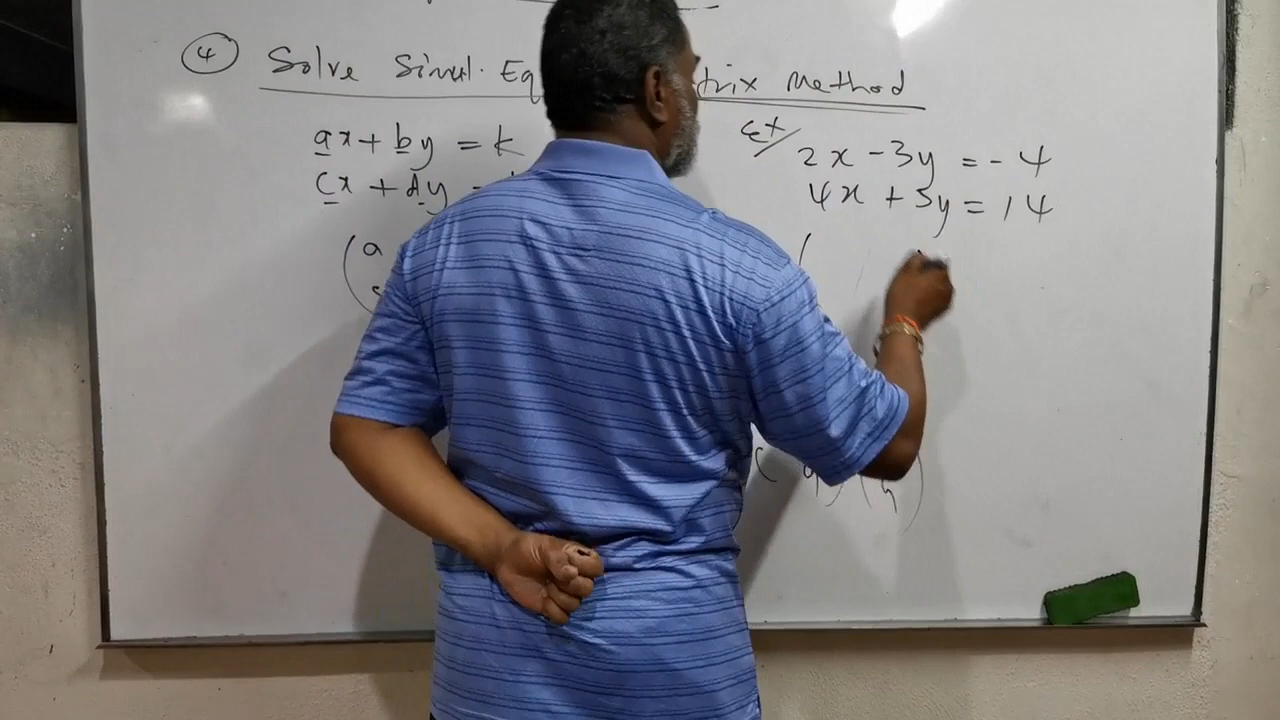 ④ Solve Simul. Eq trix Method
ax + by = k
cx + dy =
(a
Ex/
2x - 3y = - 4
4x + 5y = 14
(